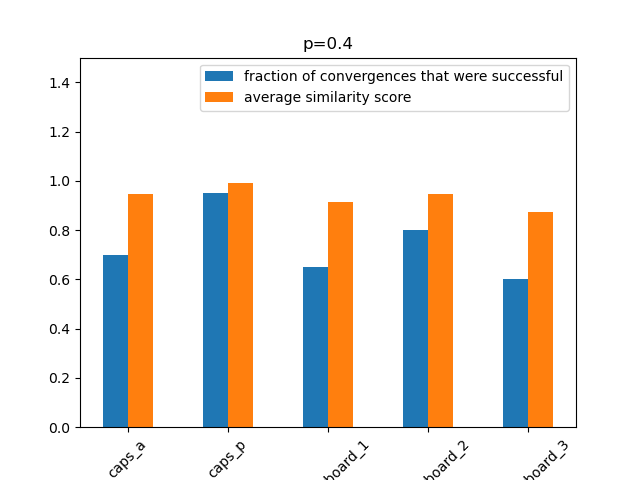 p=0.4
fraction of convergences that were successful
average similarity score
1.4
1.2
1.0
0.8
0.6
0.4
0.2
0.0
caps_a
caps_p
board_1
board_2
board_3